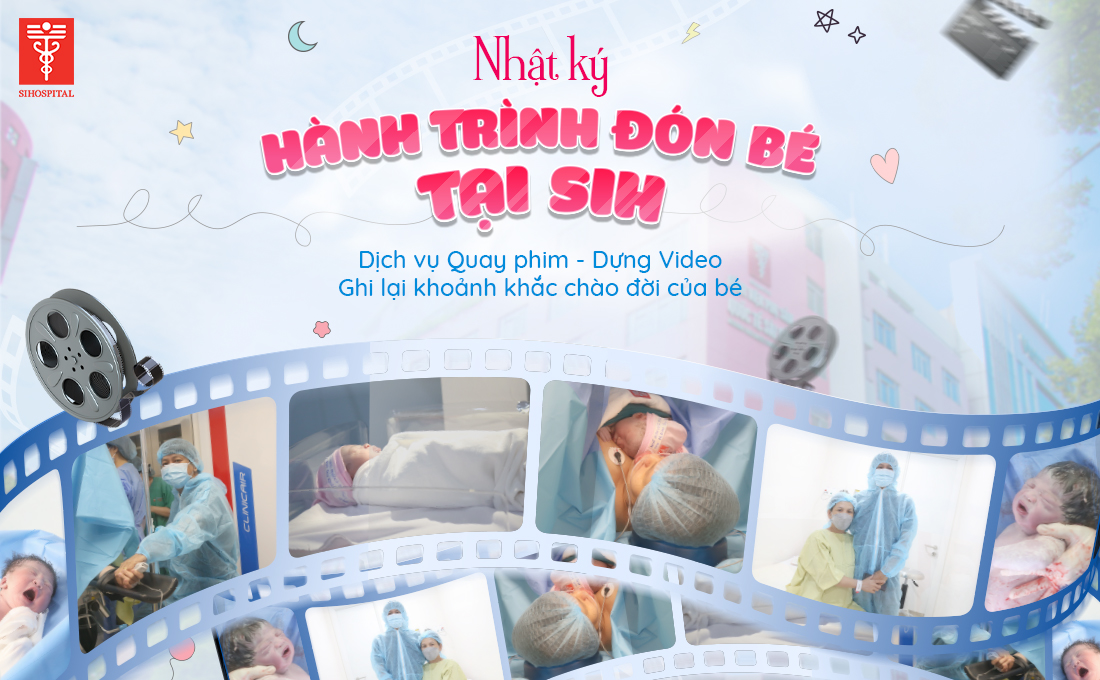 SIHOSPITAL
Nhật ký
HÀNH TRÌNH ĐÓN BÉ
TẠI SIH
Dịch vụ Quay phim - Dựng Video
Ghi lại khoảnh khắc chào đời của bé
CLINICAIR